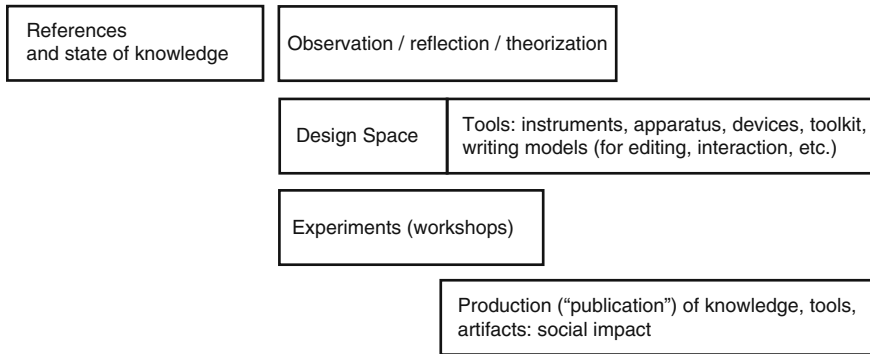 References
and state of knowledge
Observation / reflection / theorization
Design Space
Tools: instruments, apparatus, devices, toolkit,
writing models (for editing, interaction, etc.)
Experiments (workshops)
Production (“publication”) of knowledge, tools,
artifacts: social impact